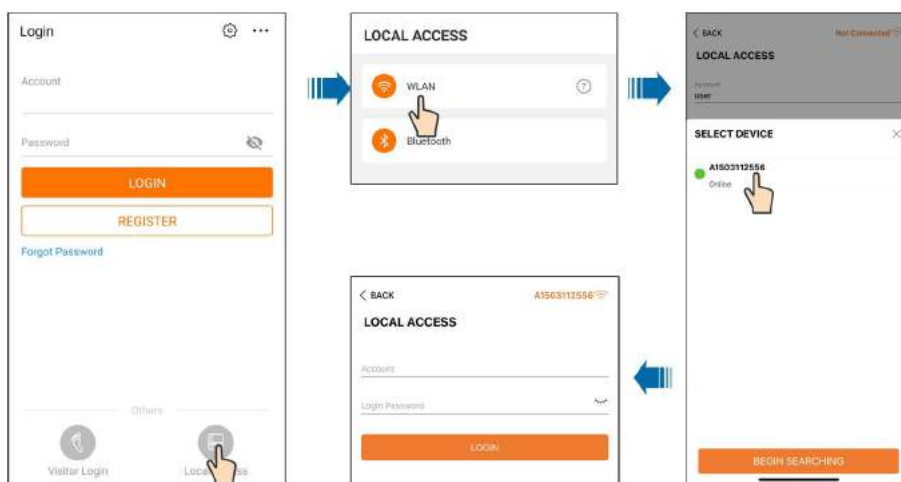 Login
Account
Password
LOGIN
REGISTER
Forgot Password
Others
Visitor Login
LOCAL ACCESS
WLAN
Bluetooth
BACK
Not Connected
LOCAL ACCESS
user
SELECT DEVICE
A1503112556
Online
BEGIN SEARCHING
BACK
A1503112556
LOCAL ACCESS
Account
Login Password
LOGIN